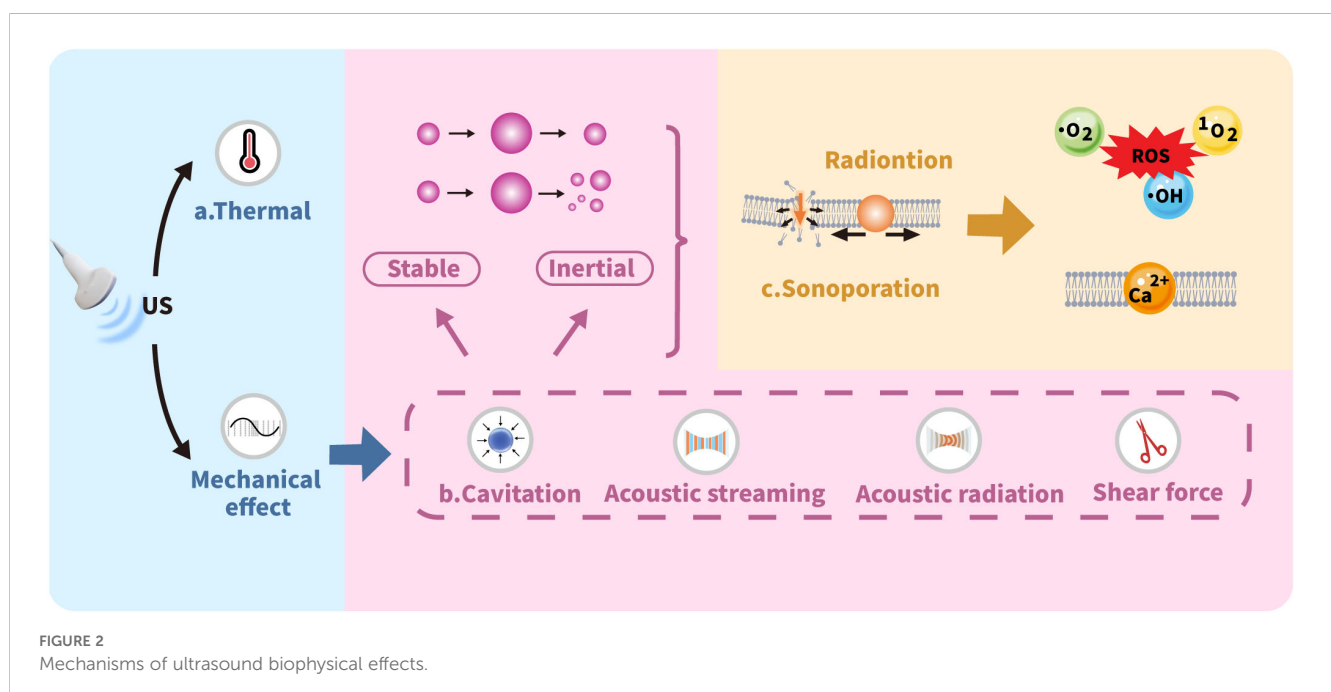 US
a.Thermal
Mechanical
effect
Stable
Inertial
b.Cavitation
Acoustic streaming
Acoustic radiation
Shear force
Radiontion
c.Sonoporation
•O2
ROS
¹O2
•OH
Ca²⁺
FIGURE 2
Mechanisms of ultrasound biophysical effects.